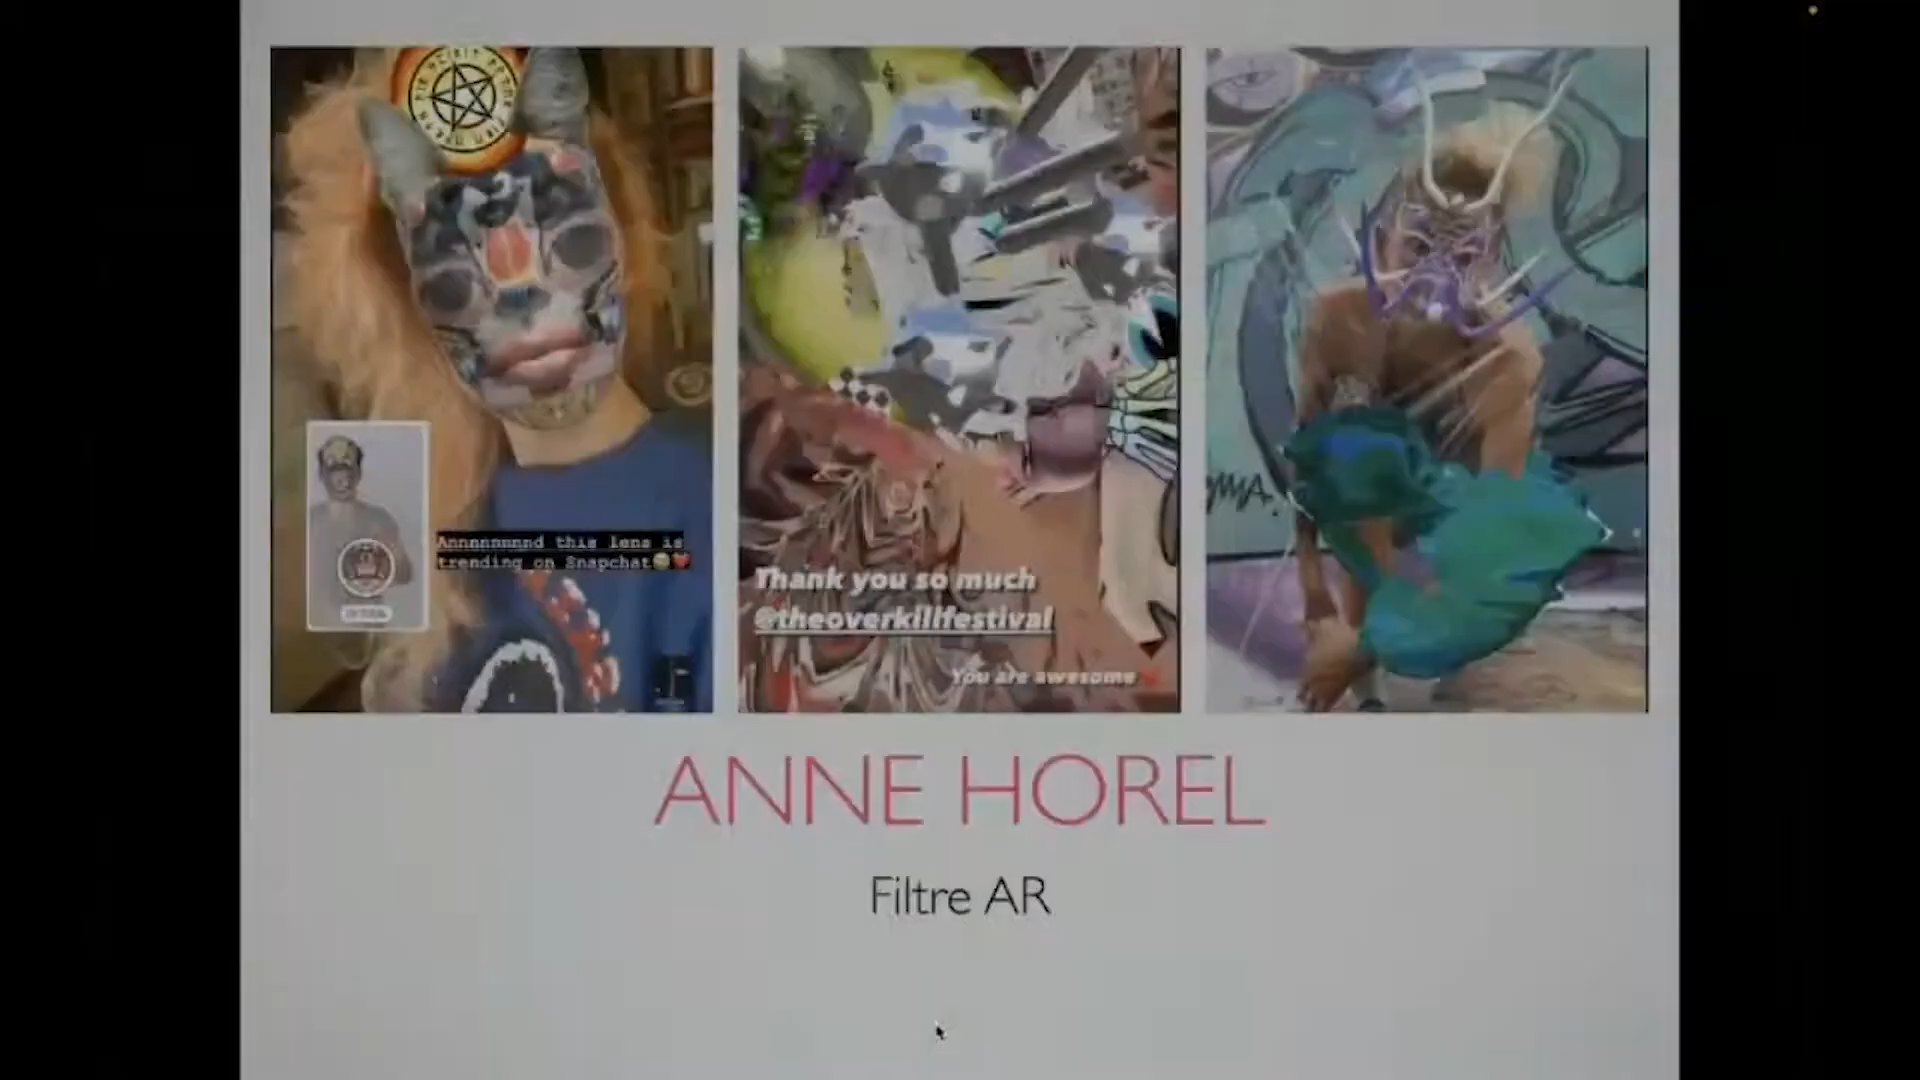 Annnnnnnnd this lens is
trending on Snapchat
Thank you so much
@theoverkillfestival
You are awesome
ANNE HOREL
Filtre AR